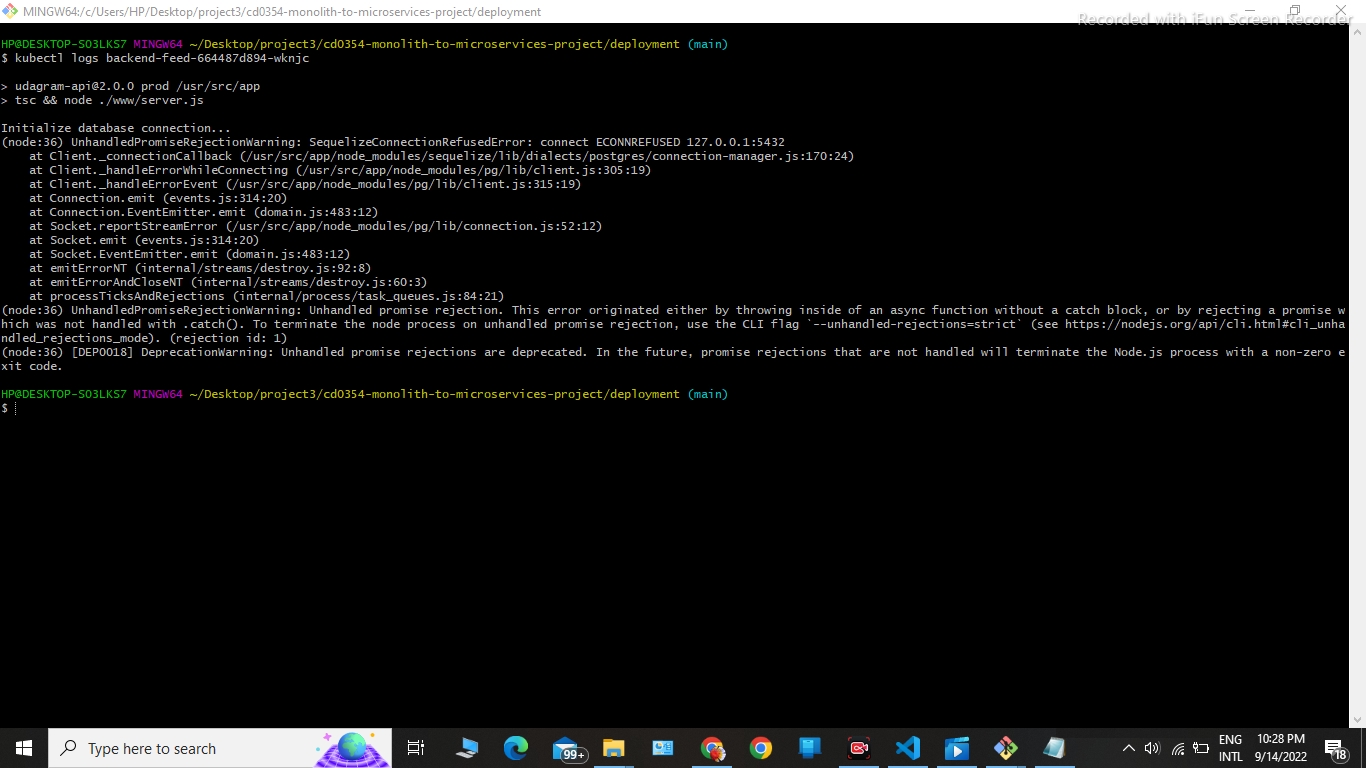 MINGW64:/c/Users/HP/Desktop/project3/cd0354-monolith-to-microservices-project/deployment
Recorded with iFun Screen Recorder
HP@DESKTOP-SO3LKS7 MINGW64 ~/Desktop/project3/cd0354-monolith-to-microservices-project/deployment (main)
$ kubectl logs backend-feed-664487d894-wknjc
> udagram-api@2.0.0 prod /usr/src/app
> tsc && node ./www/server.js
Initialize database connection...
(node:36) UnhandledPromiseRejectionWarning: SequelizeConnectionRefusedError: connect ECONNREFUSED 127.0.0.1:5432
at Client._connectionCallback (/usr/src/app/node_modules/sequelize/lib/dialects/postgres/connection-manager.js:170:24)
at Client._handleErrorWhileConnecting (/usr/src/app/node_modules/pg/lib/client.js:305:19)
at Client._handleErrorEvent (/usr/src/app/node_modules/pg/lib/client.js:315:19)
at Connection.emit (events.js:314:20)
at Connection.EventEmitter.emit (domain.js:483:12)
at Socket.reportStreamError (/usr/src/app/node_modules/pg/lib/connection.js:52:12)
at Socket.emit (events.js:314:20)
at Socket.EventEmitter.emit (domain.js:483:12)
at emitErrorNT (internal/streams/destroy.js:92:8)
at emitErrorAndCloseNT (internal/streams/destroy.js:60:3)
at processTicksAndRejections (internal/process/task_queues.js:84:21)
(node:36) UnhandledPromiseRejectionWarning: Unhandled promise rejection. This error originated either by throwing inside of an async function without a catch block, or by rejecting a promise w
hich was not handled with .catch(). To terminate the node process on unhandled promise rejection, use the CLI flag `--unhandled-rejections=strict` (see https://nodejs.org/api/cli.html#cli_unha
ndled_rejections_mode). (rejection id: 1)
(node:36) [DEP0018] DeprecationWarning: Unhandled promise rejections are deprecated. In the future, promise rejections that are not handled will terminate the Node.js process with a non-zero e
xit code.
HP@DESKTOP-SO3LKS7 MINGW64 ~/Desktop/project3/cd0354-monolith-to-microservices-project/deployment (main)
$
Type here to search
99+
ENG
INTL
10:28 PM
9/14/2022
18